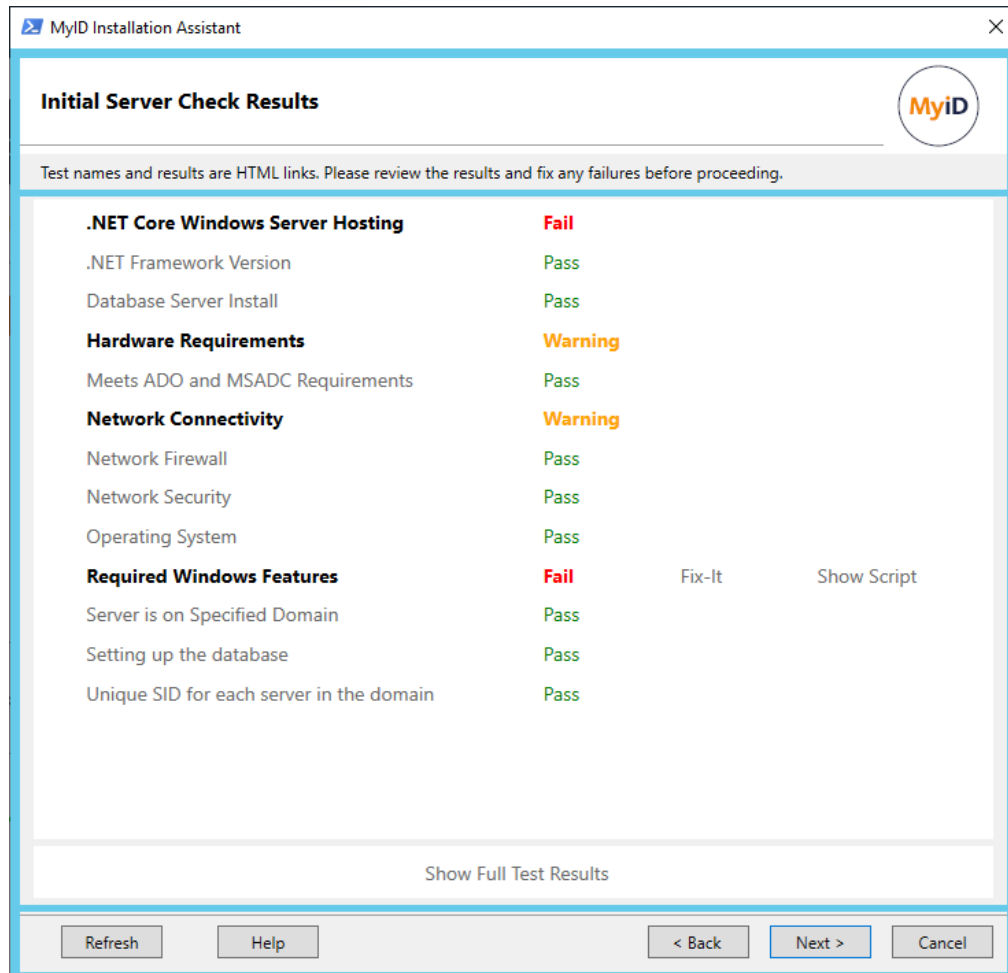 MyID Installation Assistant
Initial Server Check Results
MyiD
Test names and results are HTML links. Please review the results and fix any failures before proceeding.
.NET Core Windows Server Hosting Fail
.NET Framework Version Pass
Database Server Install Pass
Hardware Requirements Warning
Meets ADO and MSADC Requirements Pass
Network Connectivity Warning
Network Firewall Pass
Network Security Pass
Operating System Pass
Required Windows Features Fail Fix-It Show Script
Server is on Specified Domain Pass
Setting up the database Pass
Unique SID for each server in the domain Pass
Show Full Test Results
Refresh Help < Back Next > Cancel